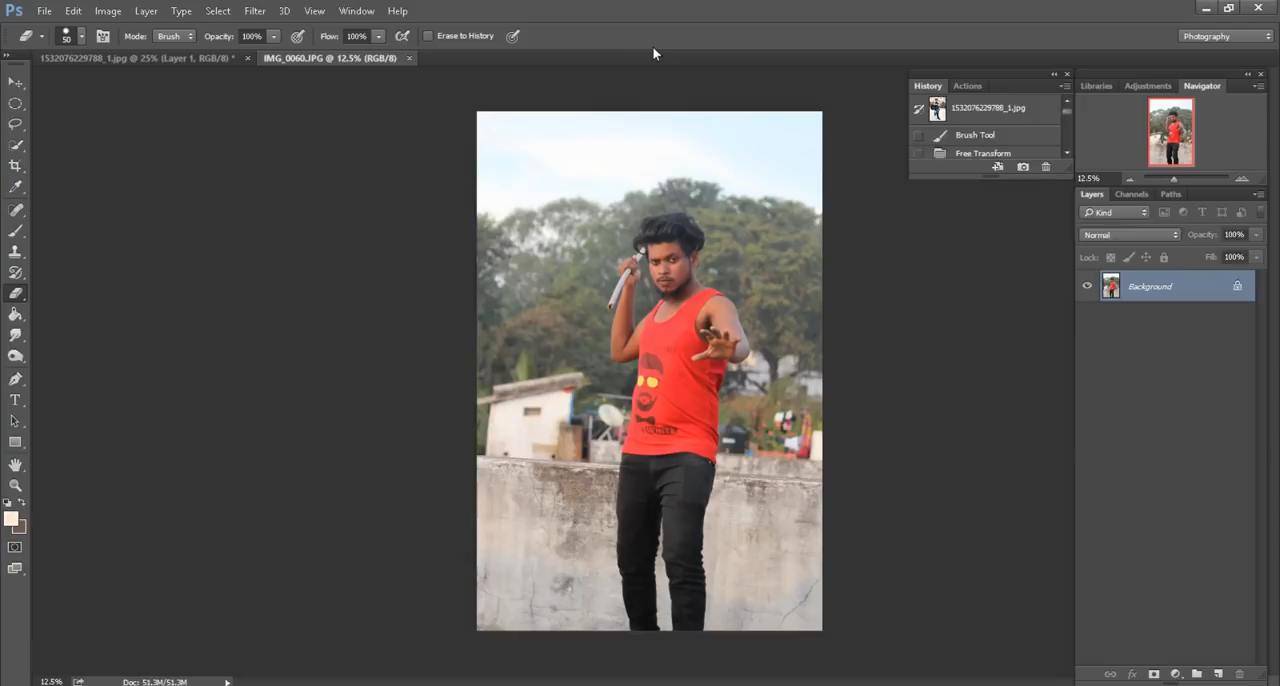 Ps File Edit Image Layer Type Select Filter 3D View Window Help
50 Mode: Brush Opacity: 100% Flow: 100% Erase to History Photography
1532076229788_1.jpg @ 25% (Layer 1, RGB/8) * × IMG_0060.JPG @ 12.5% (RGB/8) ×
History Actions
1532076229788_1.jpg
Brush Tool
Free Transform
Libraries Adjustments Navigator
12.5%
Layers Channels Paths
Kind
Normal Opacity: 100%
Lock: Fill: 100%
Background
12.5% Doc: 51.3M/51.3M